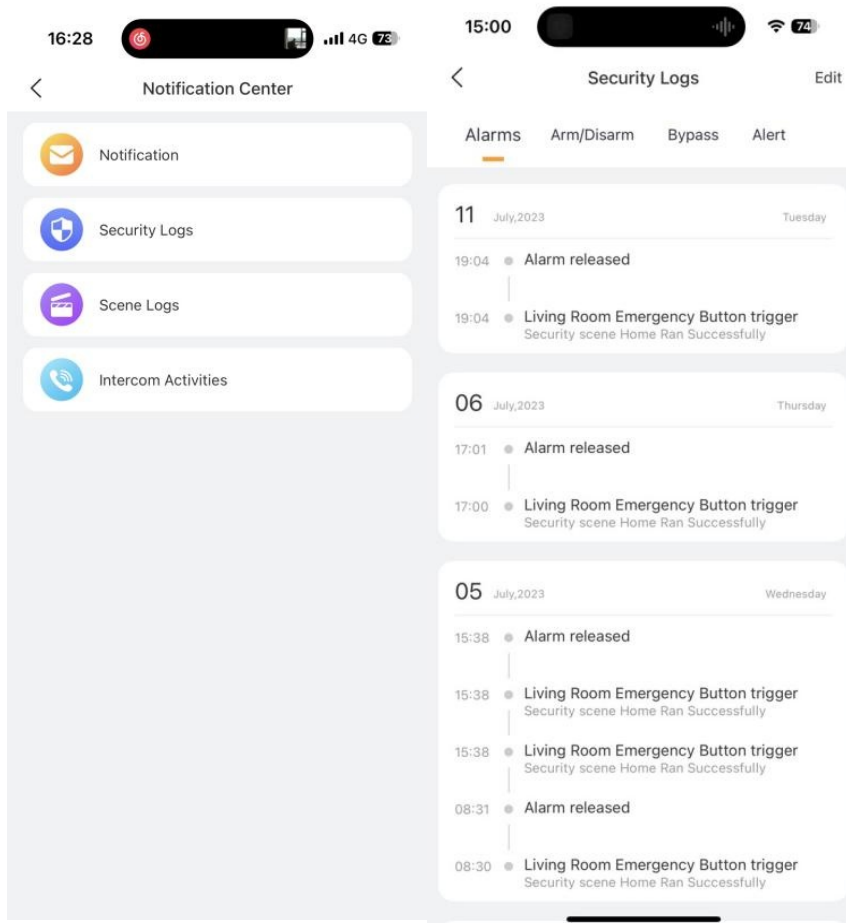 16:28
4G 73
Notification Center
Notification
Security Logs
Scene Logs
Intercom Activities
15:00
74
Security Logs
Edit
Alarms Arm/Disarm Bypass Alert
11 July,2023 Tuesday
19:04 Alarm released
19:04 Living Room Emergency Button trigger
Security scene Home Ran Successfully
06 July,2023 Thursday
17:01 Alarm released
17:00 Living Room Emergency Button trigger
Security scene Home Ran Successfully
05 July,2023 Wednesday
15:38 Alarm released
15:38 Living Room Emergency Button trigger
Security scene Home Ran Successfully
15:38 Living Room Emergency Button trigger
Security scene Home Ran Successfully
08:31 Alarm released
08:30 Living Room Emergency Button trigger
Security scene Home Ran Successfully